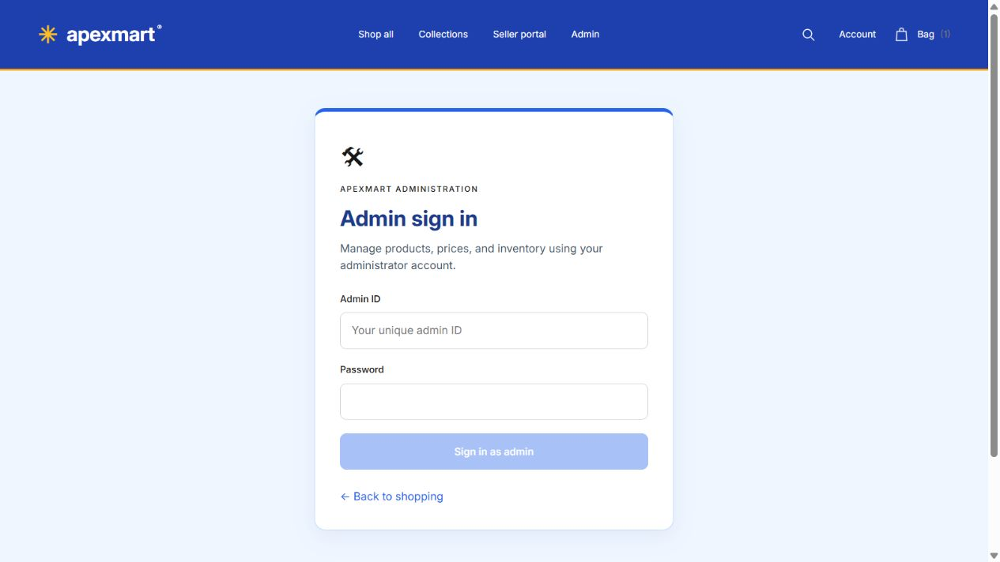 apexmart®
Shop all
Collections
Seller portal
Admin
Account
Bag (1)
APEXMART ADMINISTRATION
Admin sign in
Manage products, prices, and inventory using your
administrator account.
Admin ID
Your unique admin ID
Password
Sign in as admin
← Back to shopping